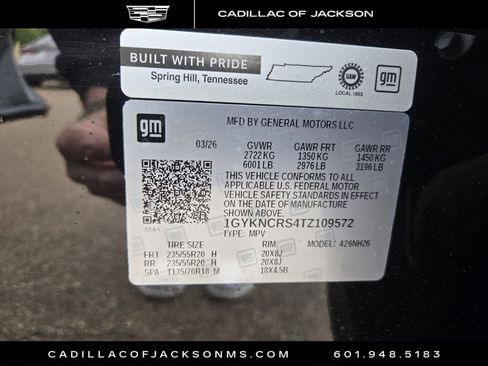 CADILLAC OF JACKSON
BUILT WITH PRIDE
Spring Hill, Tennessee
UAW
LOCAL 1853
gm
gm
MFD BY GENERAL MOTORS LLC
03/26 GVWR GAWR FRT GAWR RR
2722 KG 1350 KG 1450 KG
6001 LB 2976 LB 3196 LB
THIS VEHICLE CONFORMS TO ALL
APPLICABLE U.S. FEDERAL MOTOR
VEHICLE SAFETY STANDARDS IN EFFECT
ON THE DATE OF MANUFACTURE
SHOWN ABOVE.
1GYKNCRS4TZ109572
TYPE: MPV MODEL: 426NH26
TIRE SIZE RIM
FRT 235/55R20 H 20X8J
RR 235/55R20 H 20X8J
SPA T135/70R18 M 18X4.5B
CADILLACOFJACKSONMS.COM 601.948.5183